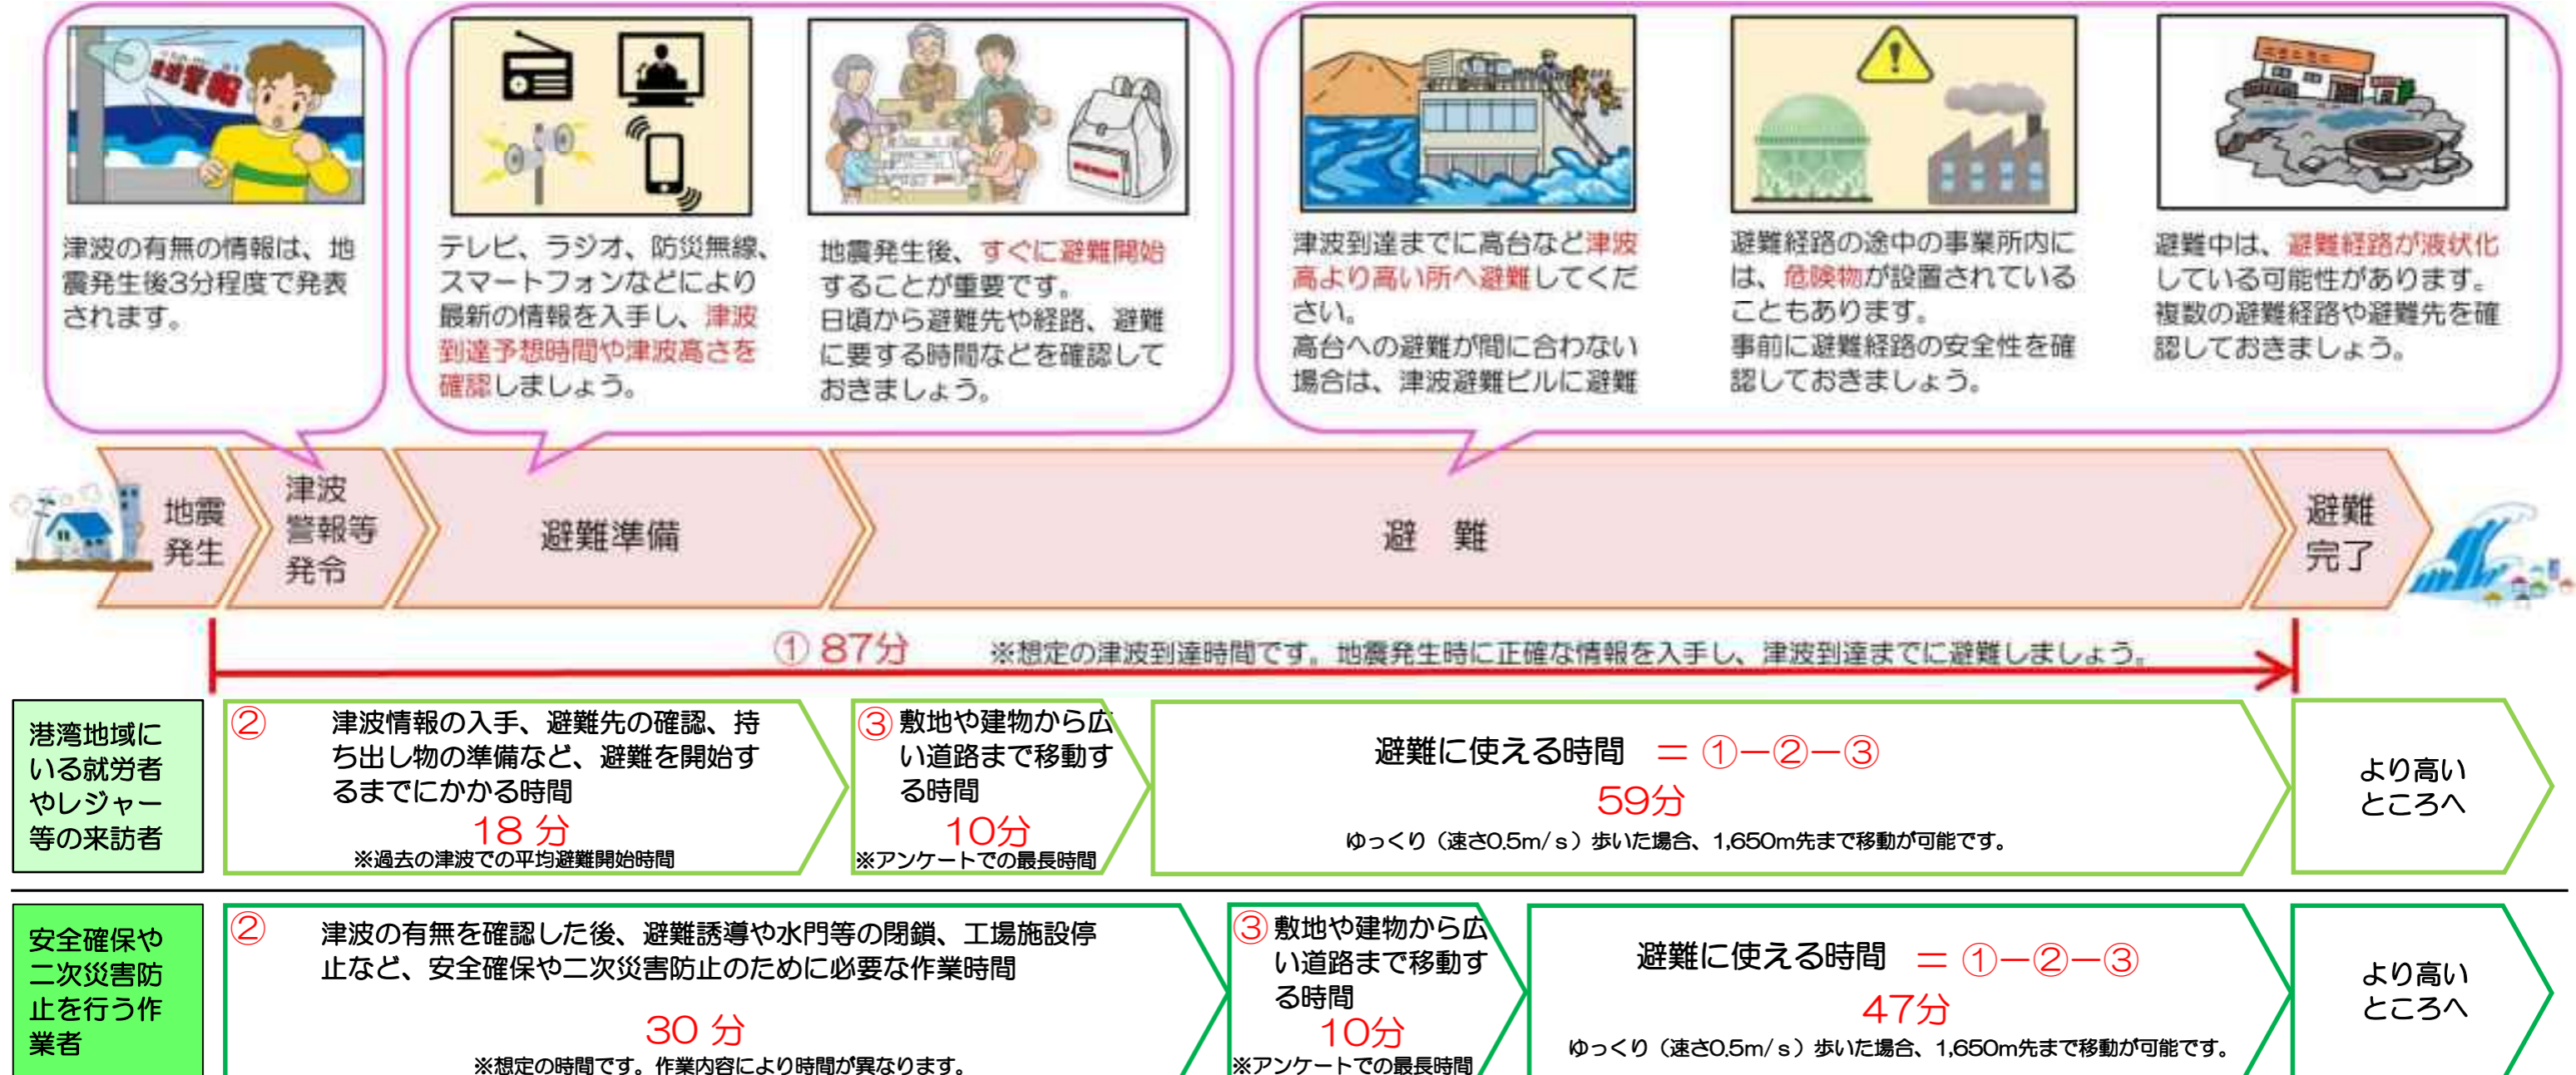 津波警報
津波の有無の情報は、地
震発生後3分程度で発表
されます。
テレビ、ラジオ、防災無線、
スマートフォンなどにより
最新の情報を入手し、津波
到達予想時間や津波高さを
確認しましょう。
地震発生後、すぐに避難開始
することが重要です。
日頃から避難先や経路、避難
に要する時間などを確認して
おきましょう。
津波到達までに高台など津波
高より高い所へ避難してくだ
さい。
高台への避難が間に合わない
場合は、津波避難ビルに避難
避難経路の途中の事業所内に
は、危険物が設置されている
こともあります。
事前に避難経路の安全性を確
認しておきましょう。
避難中は、避難経路が液状化
している可能性があります。
複数の避難経路や避難先を確
認しておきましょう。
地震
発生
津波
警報等
発令
避難準備
避 難
避難
完了
① 87分 ※想定の津波到達時間です。地震発生時に正確な情報を入手し、津波到達までに避難しましょう。
港湾地域に
いる就労者
やレジャー
等の来訪者
② 津波情報の入手、避難先の確認、持
ち出し物の準備など、避難を開始す
るまでにかかる時間
18 分
※過去の津波での平均避難開始時間
③ 敷地や建物から広
い道路まで移動す
る時間
10分
※アンケートでの最長時間
避難に使える時間 = ①−②−③
59分
ゆっくり（速さ0.5m/s）歩いた場合、1,650m先まで移動が可能です。
より高い
ところへ
安全確保や
二次災害防
止を行う作
業者
② 津波の有無を確認した後、避難誘導や水門等の閉鎖、工場施設停
止など、安全確保や二次災害防止のために必要な作業時間
30 分
※想定の時間です。作業内容により時間が異なります。
③ 敷地や建物から広
い道路まで移動す
る時間
10分
※アンケートでの最長時間
避難に使える時間 = ①−②−③
47分
ゆっくり（速さ0.5m/s）歩いた場合、1,650m先まで移動が可能です。
より高い
ところへ